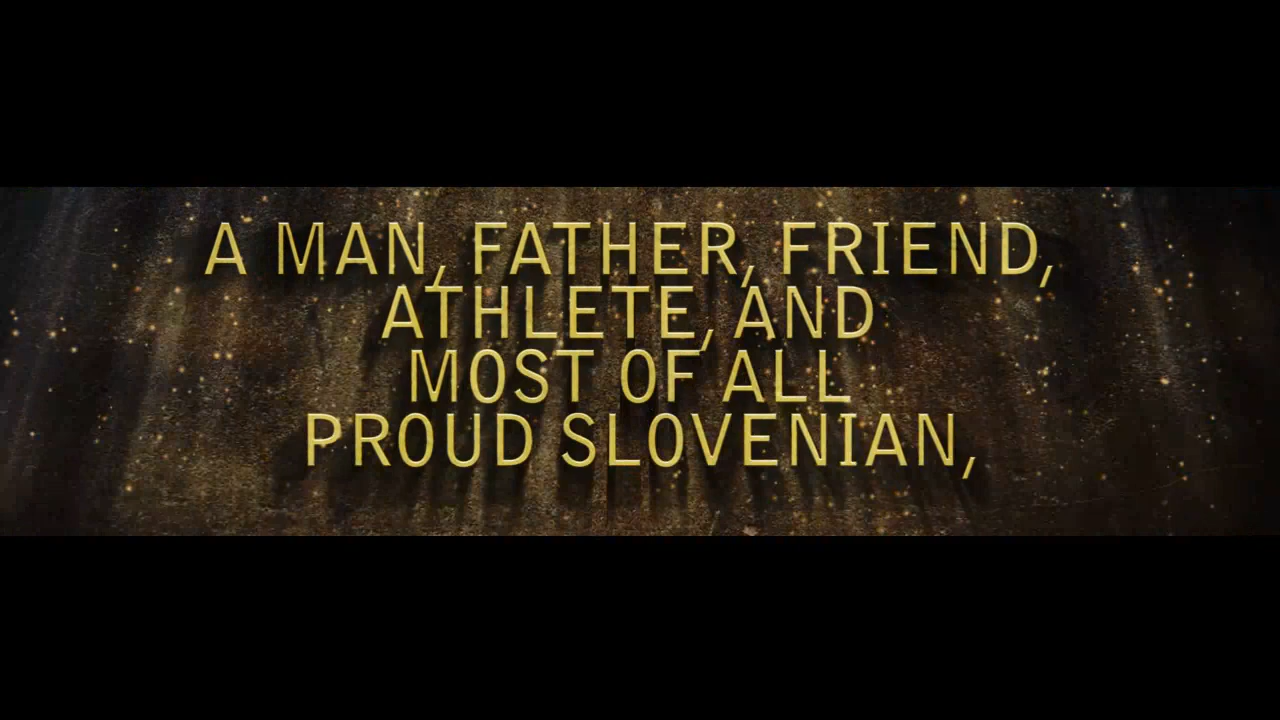 A MAN, FATHER, FRIEND,
ATHLETE, AND
MOST OF ALL
PROUD SLOVENIAN,